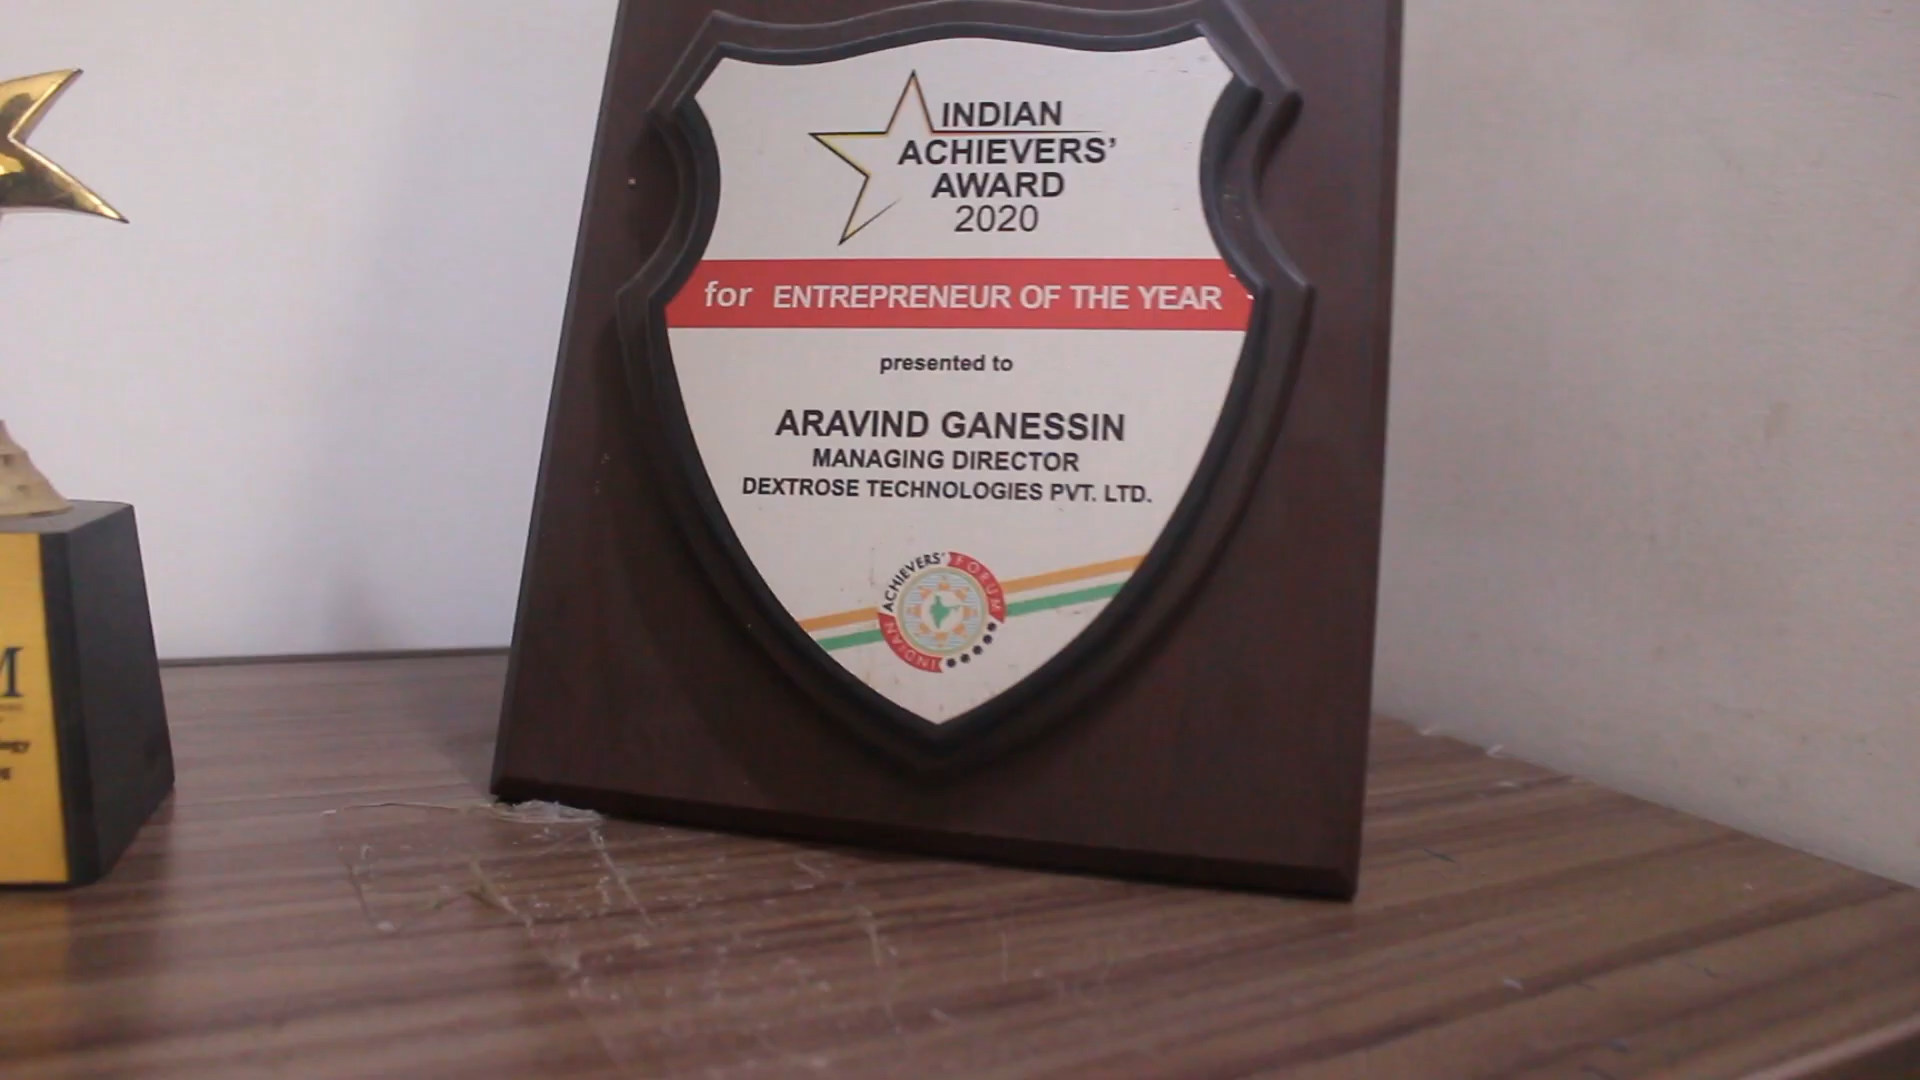 INDIAN
ACHIEVERS'
AWARD
2020
for ENTREPRENEUR OF THE YEAR
presented to
ARAVIND GANESSIN
MANAGING DIRECTOR
DEXTROSE TECHNOLOGIES PVT. LTD.
INDIAN ACHIEVERS' FORUM
M